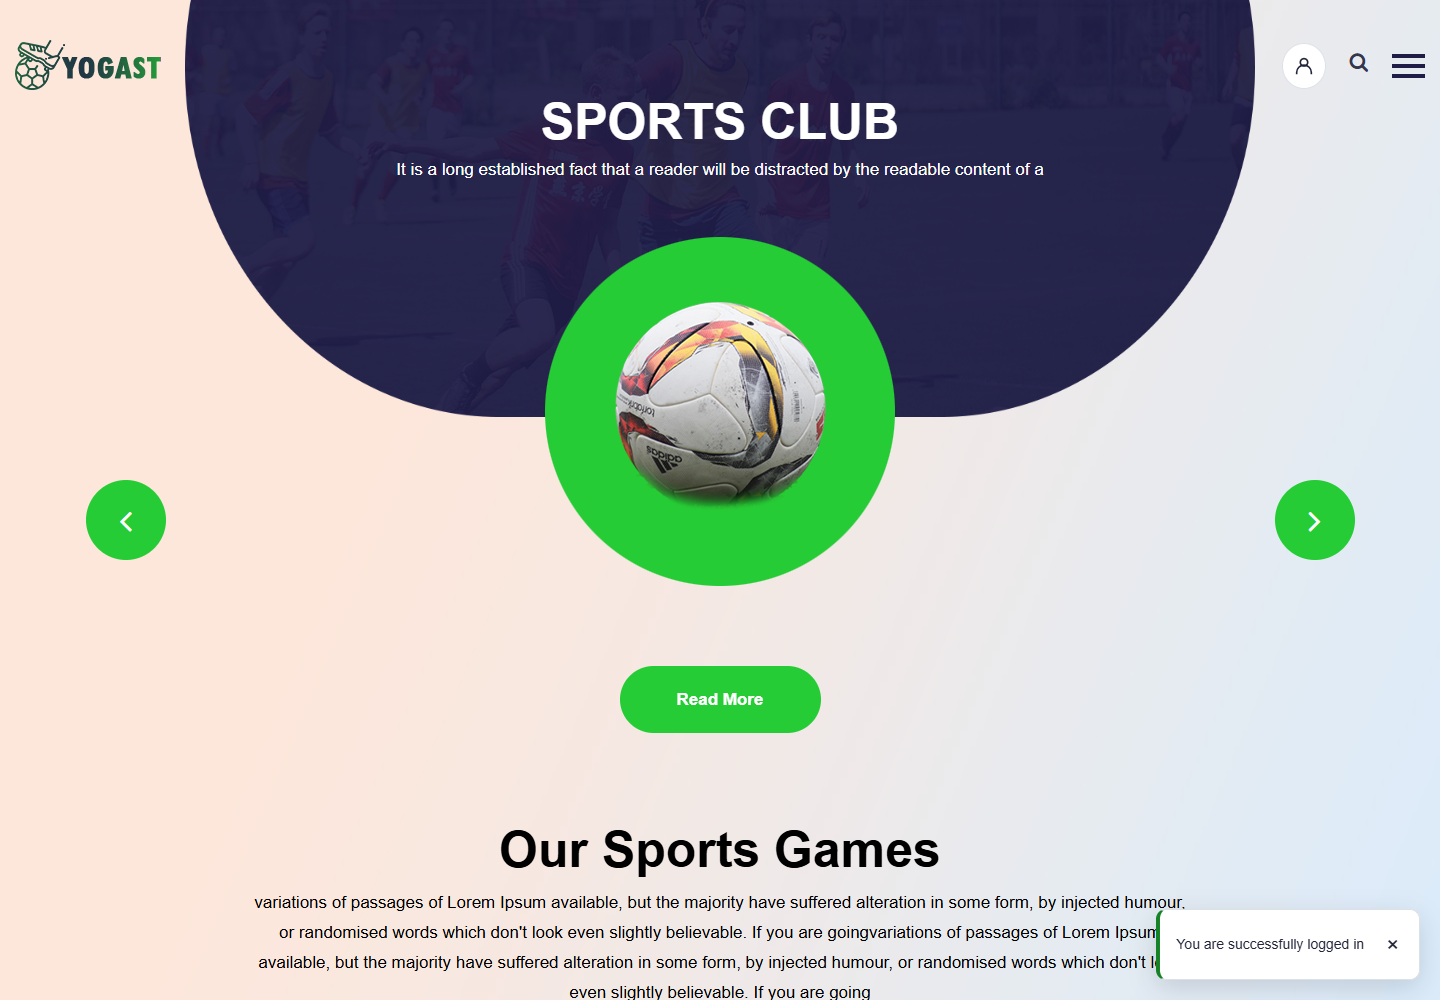 YOGAST
SPORTS CLUB
It is a long established fact that a reader will be distracted by the readable content of a
torfabrik
adidas
Read More
Our Sports Games
variations of passages of Lorem Ipsum available, but the majority have suffered alteration in some form, by injected humour,
or randomised words which don't look even slightly believable. If you are goingvariations of passages of Lorem Ipsum
available, but the majority have suffered alteration in some form, by injected humour, or randomised words which don't
even slightly believable. If you are going
You are successfully logged in